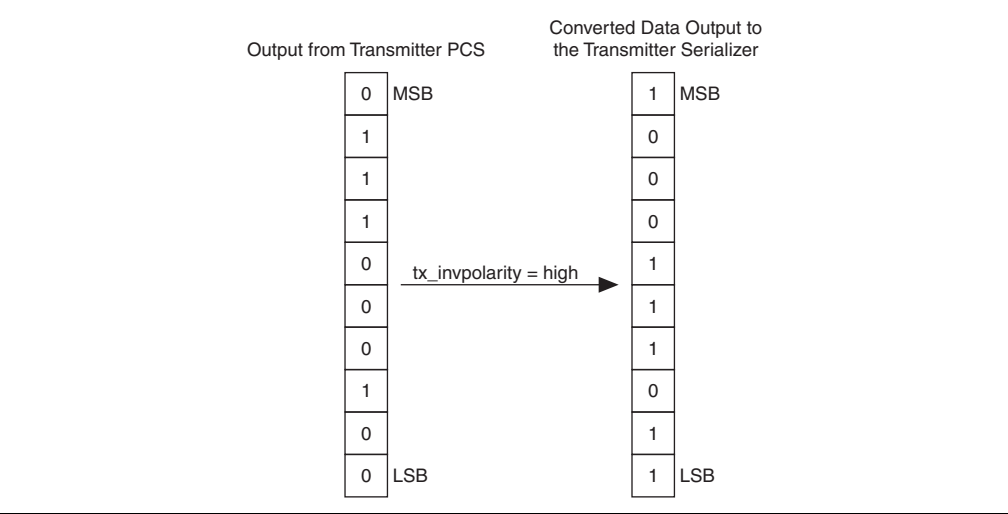 Output from Transmitter PCS
Converted Data Output to
the Transmitter Serializer
0 MSB 1 MSB
1 0
1 0
1 0
0 1
tx_invpolarity = high
0 1
0 1
1 0
0 1
0 LSB 1 LSB